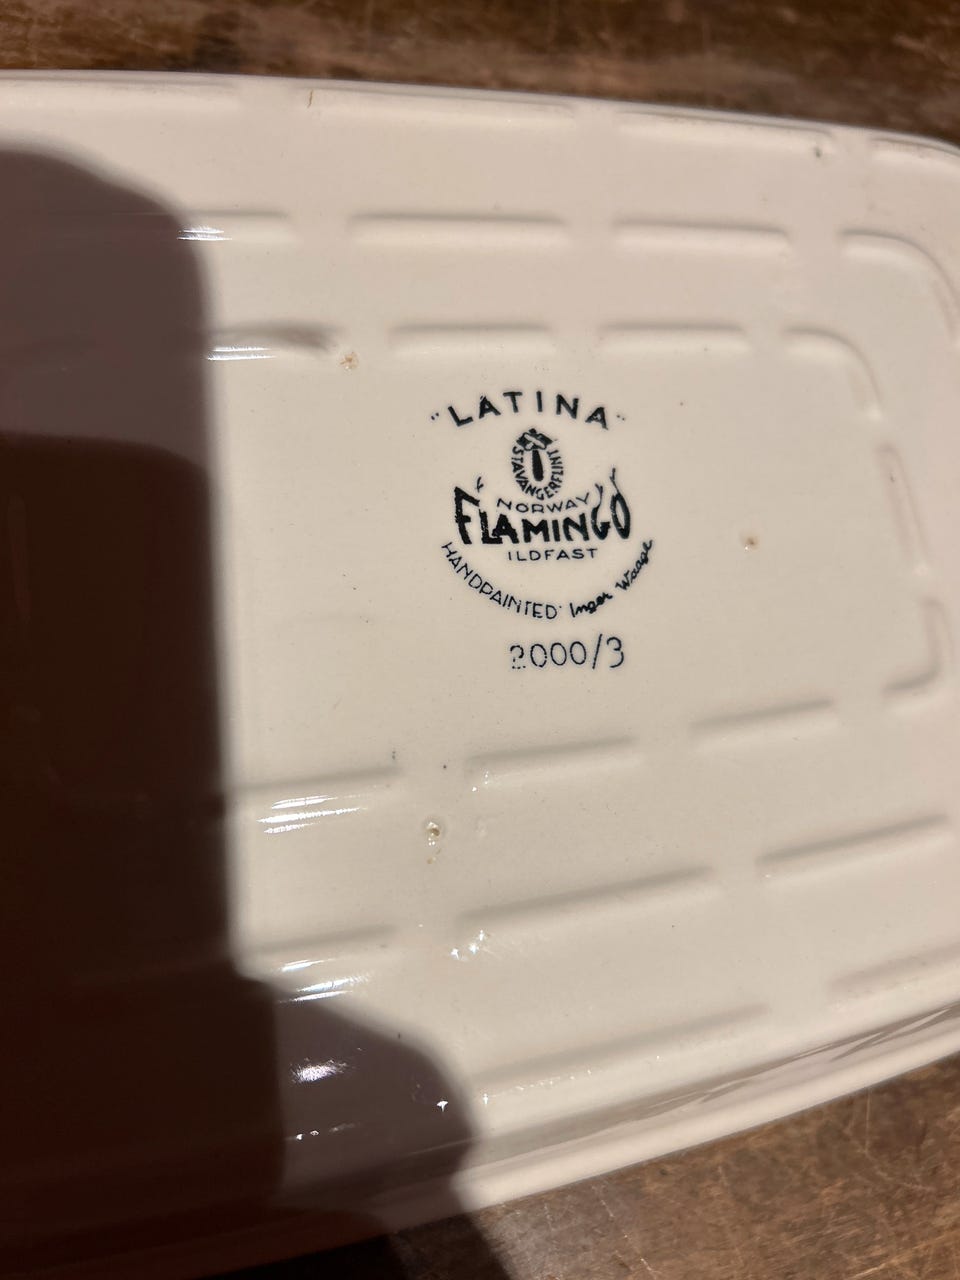 "LATINA"
STAVANGERFLINT
NORWAY
FLAMINGO
ILDFAST
HANDPAINTED Inger Waage
2000/3